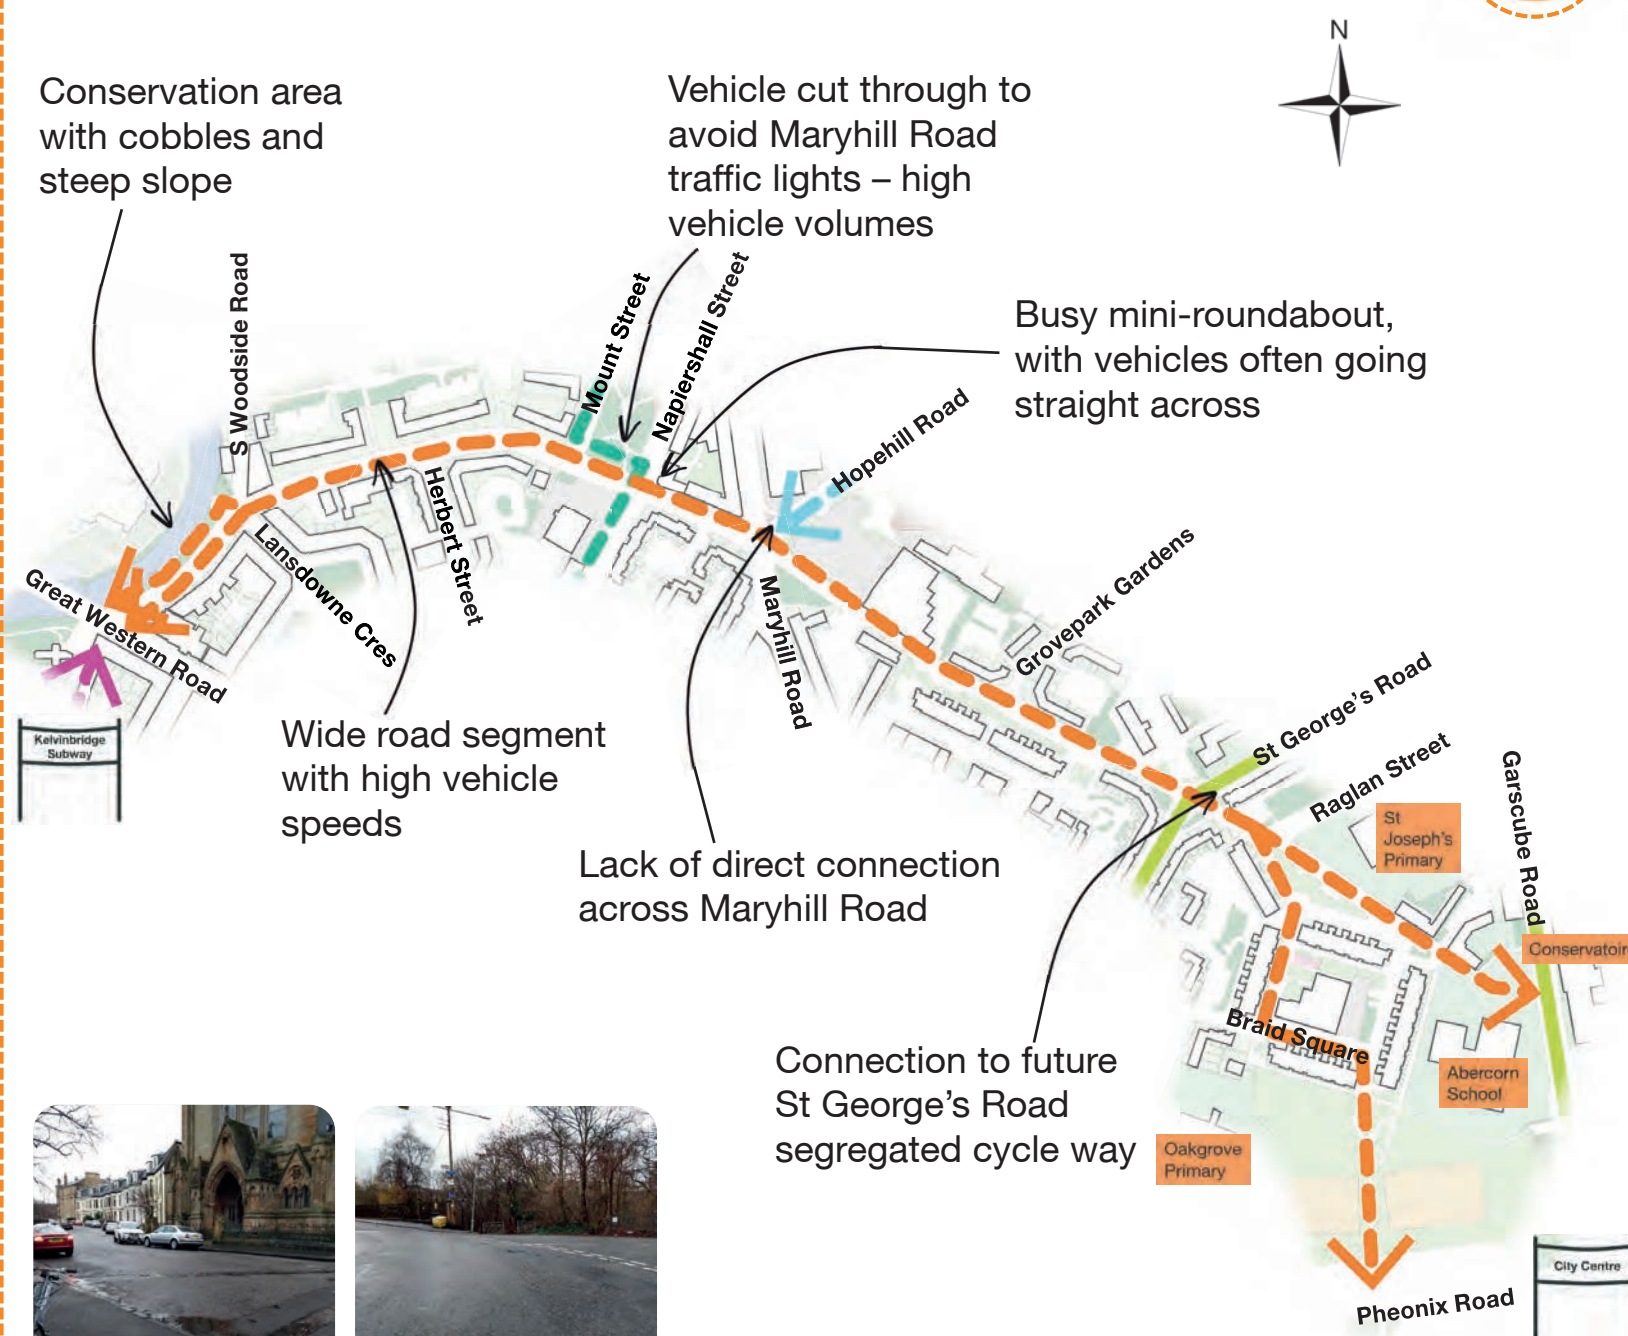 N
Conservation area
with cobbles and
steep slope
Vehicle cut through to
avoid Maryhill Road
traffic lights – high
vehicle volumes
Busy mini-roundabout,
with vehicles often going
straight across
S Woodside Road
Mount Street
Napiershall Street
Hopehill Road
Herbert Street
Lansdowne Cres
Great Western Road
Maryhill Road
Grovepark Gardens
St George's Road
Raglan Street
Garscube Road
Kelvinbridge
Subway
Wide road segment
with high vehicle
speeds
Lack of direct connection
across Maryhill Road
St
Joseph's
Primary
Conservatoir
Braid Square
Abercorn
School
Connection to future
St George's Road
segregated cycle way
Oakgrove
Primary
City Centre
Pheonix Road